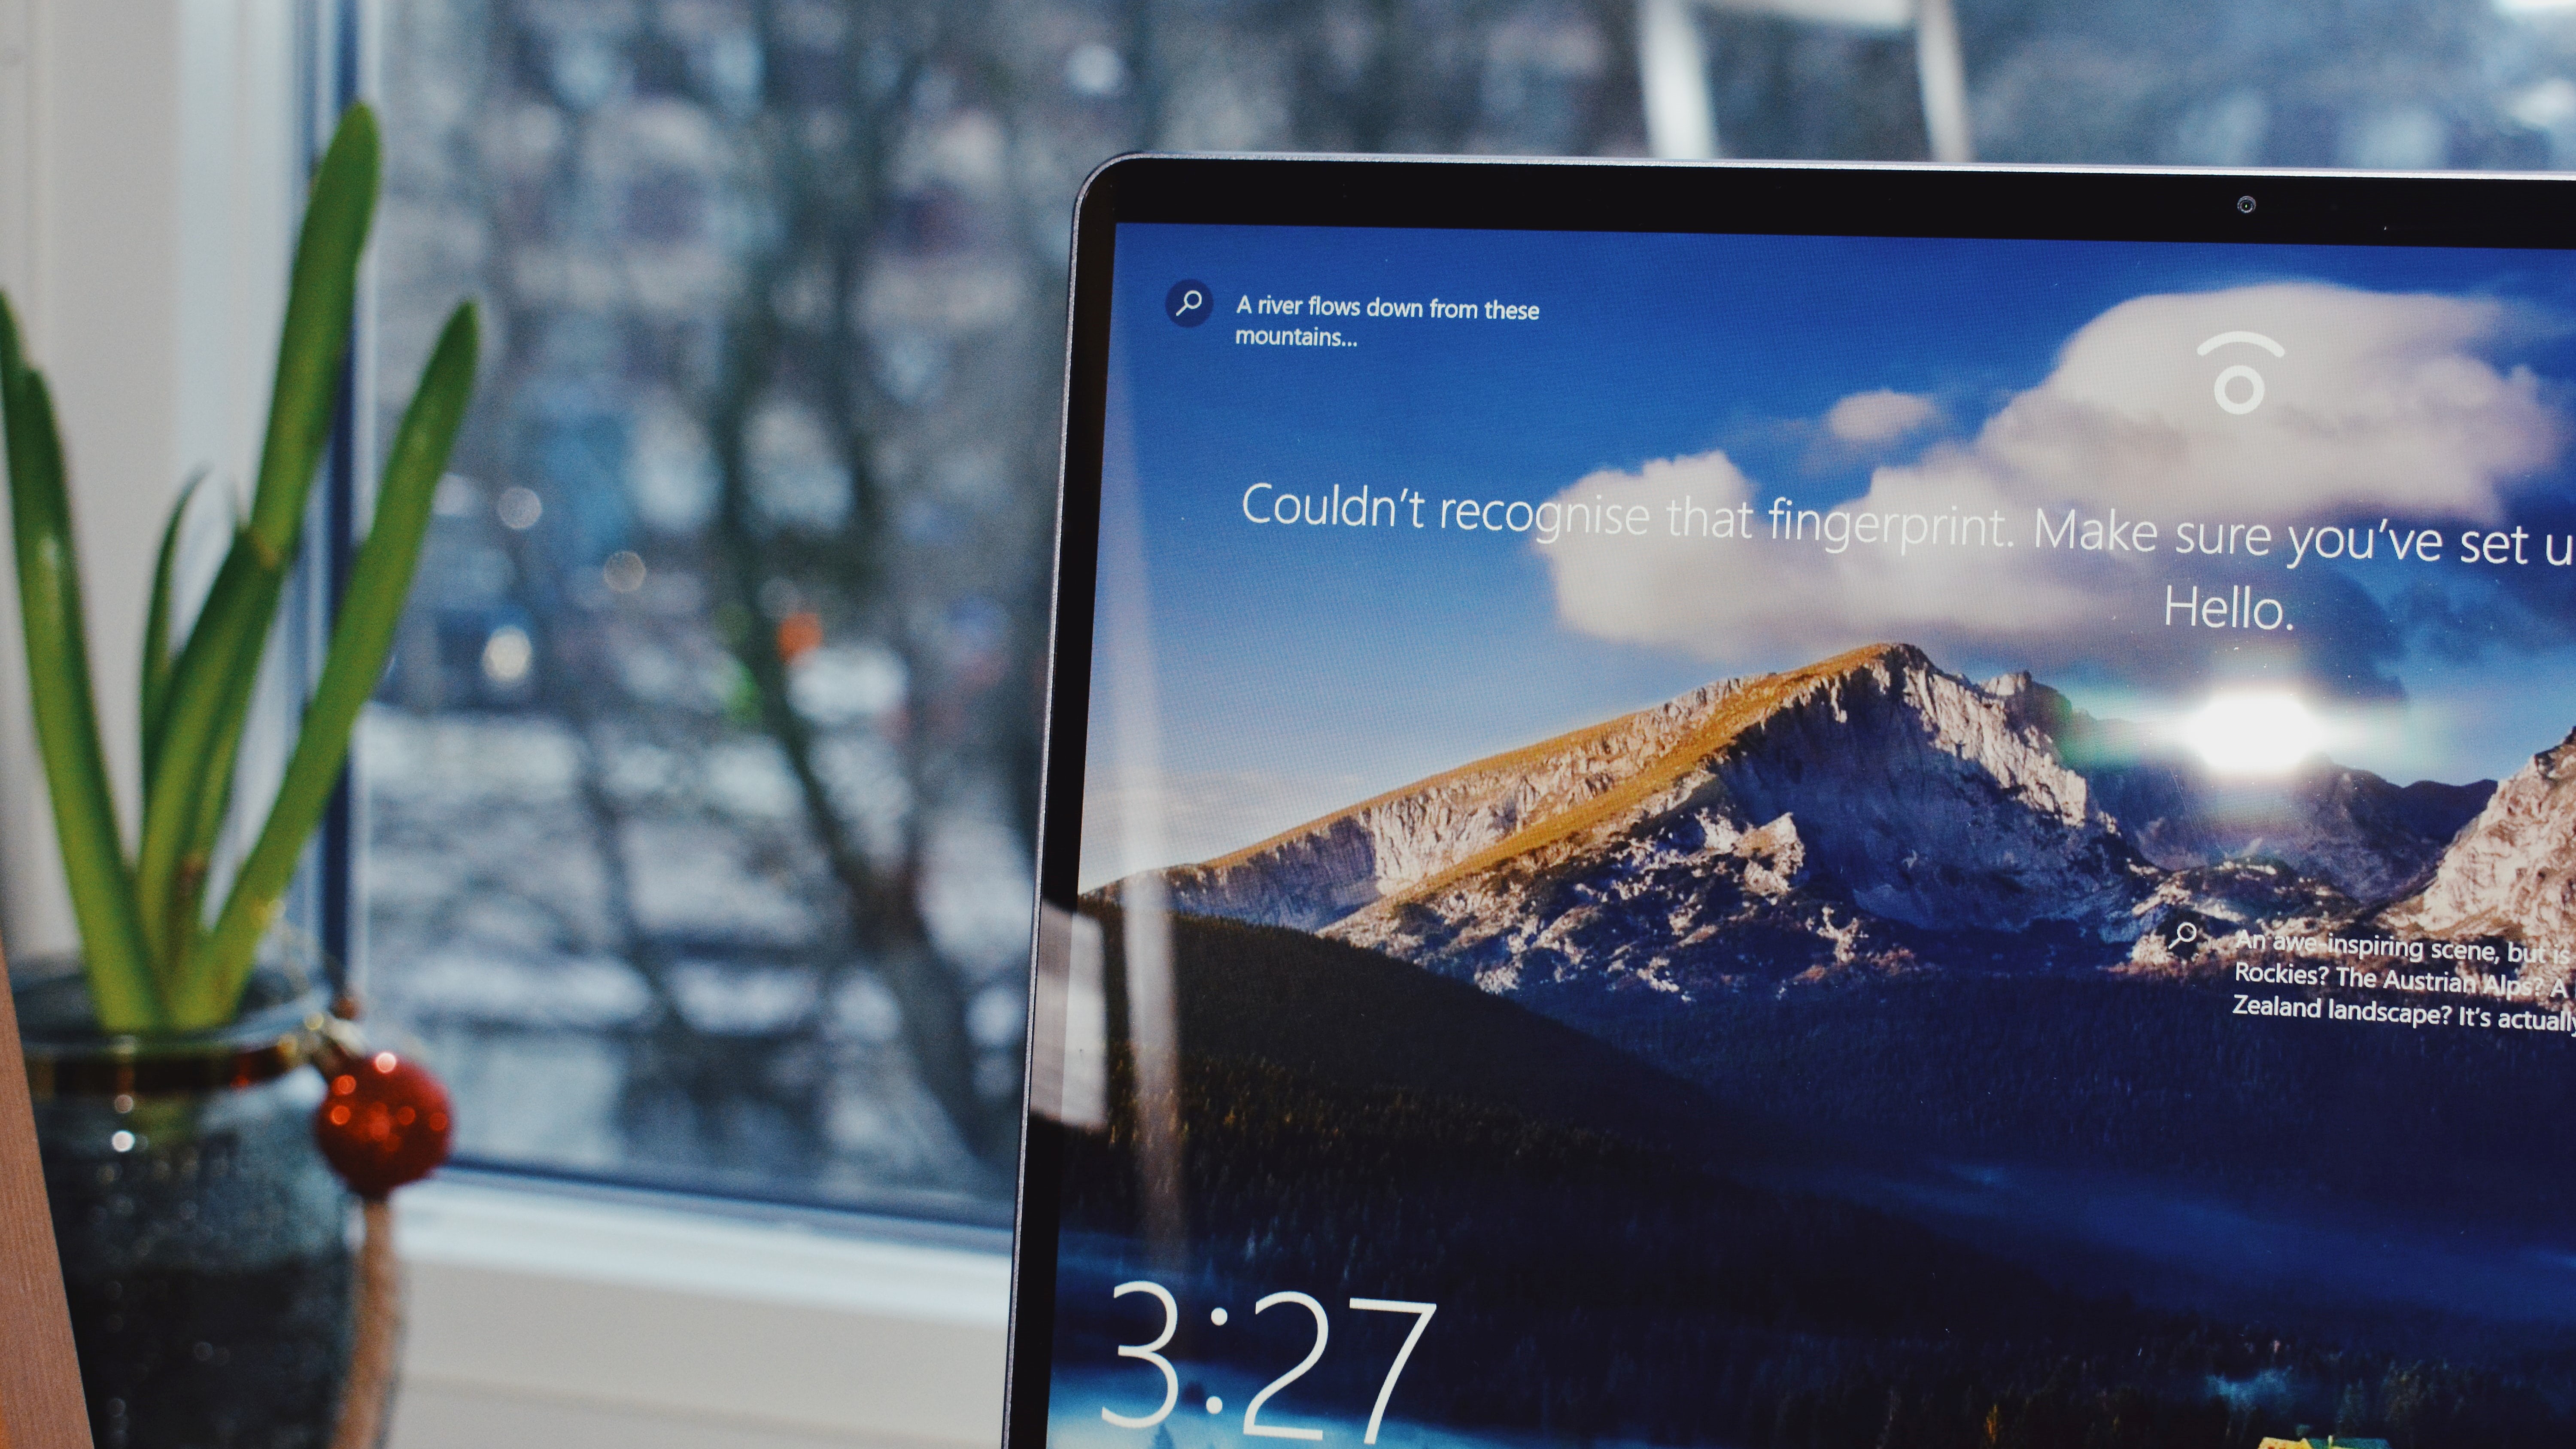 A river flows down from these
mountains...
Couldn't recognise that fingerprint. Make sure you've set u
Hello.
An awe-inspiring scene, but is
Rockies? The Austrian Alps? A
Zealand landscape? It's actually
3:27